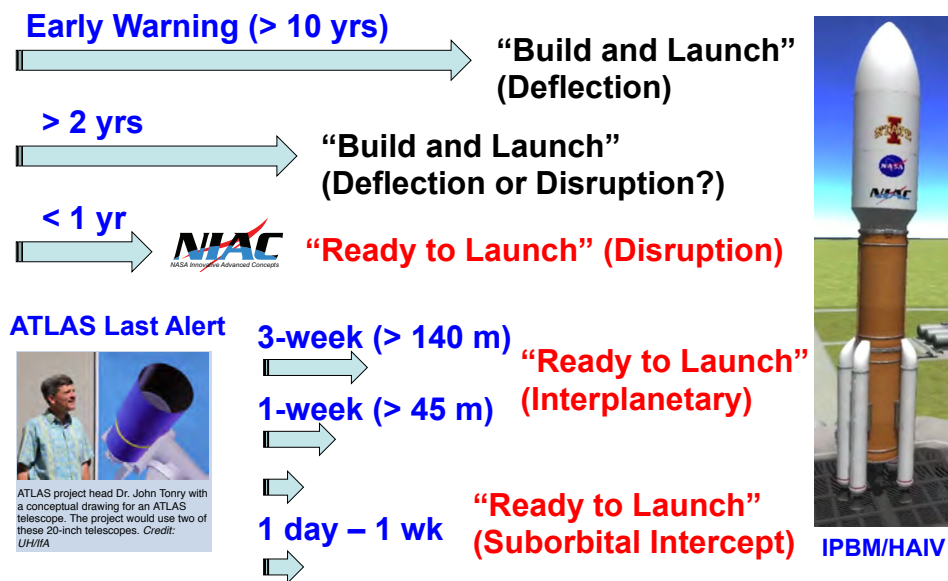 Early Warning (> 10 yrs)
“Build and Launch”
(Deflection)
> 2 yrs
“Build and Launch”
(Deflection or Disruption?)
< 1 yr
NIAC
NASA Innovative Advanced Concepts
“Ready to Launch” (Disruption)
ATLAS Last Alert
3-week (> 140 m)
“Ready to Launch”
(Interplanetary)
1-week (> 45 m)
“Ready to Launch”
(Suborbital Intercept)
1 day – 1 wk
ATLAS project head Dr. John Tonry with
a conceptual drawing for an ATLAS
telescope. The project would use two of
these 20-inch telescopes. Credit:
UH/IfA
STATE
NASA
NIAC
IPBM/HAIV